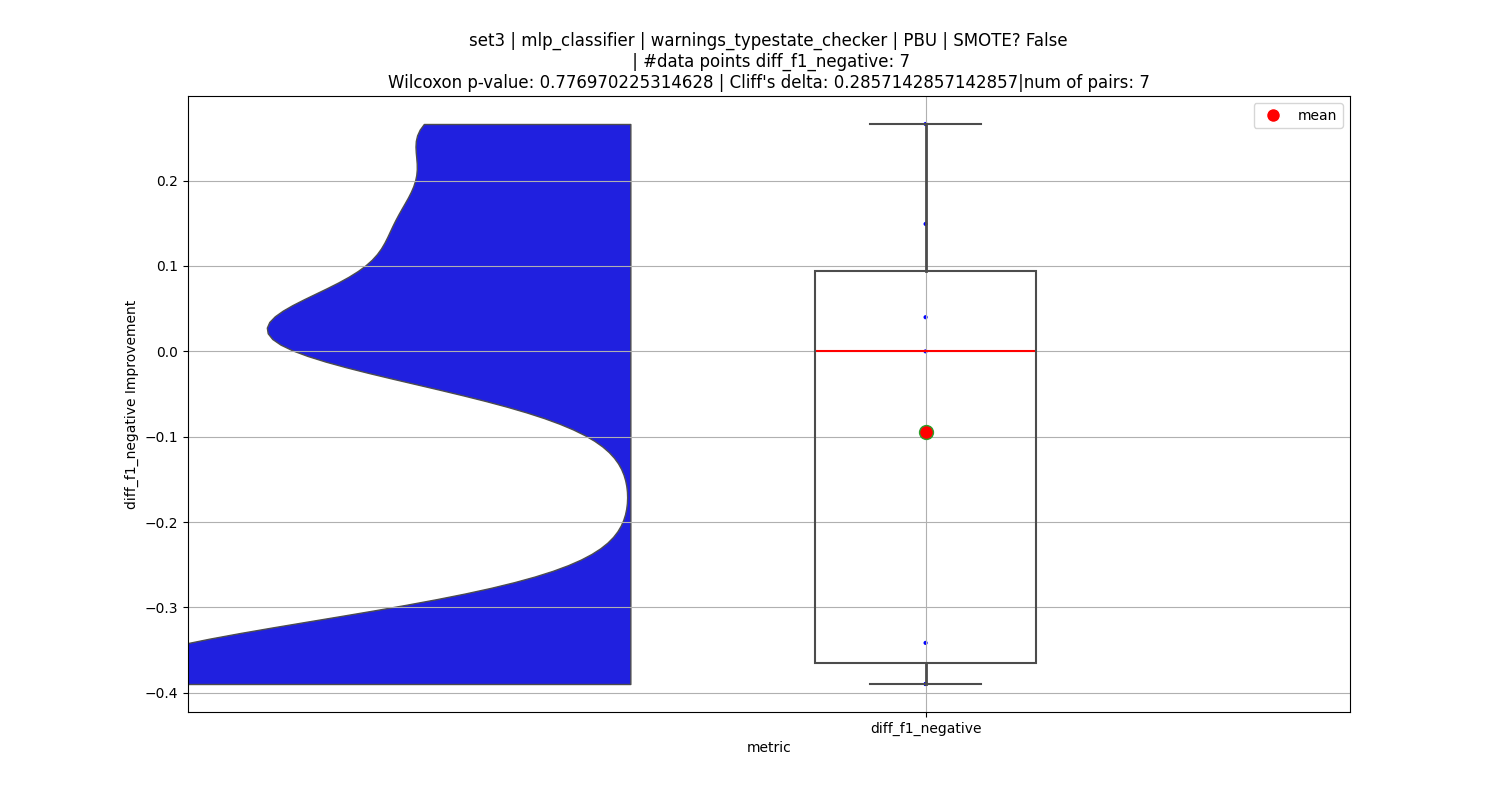 set3 | mlp_classifier | warnings_typestate_checker | PBU | SMOTE? False
| #data points diff_f1_negative: 7
Wilcoxon p-value: 0.776970225314628 | Cliff's delta: 0.2857142857142857|num of pairs: 7
mean
0.2
0.1
0.0
−0.1
−0.2
−0.3
−0.4
diff_f1_negative Improvement
diff_f1_negative
metric